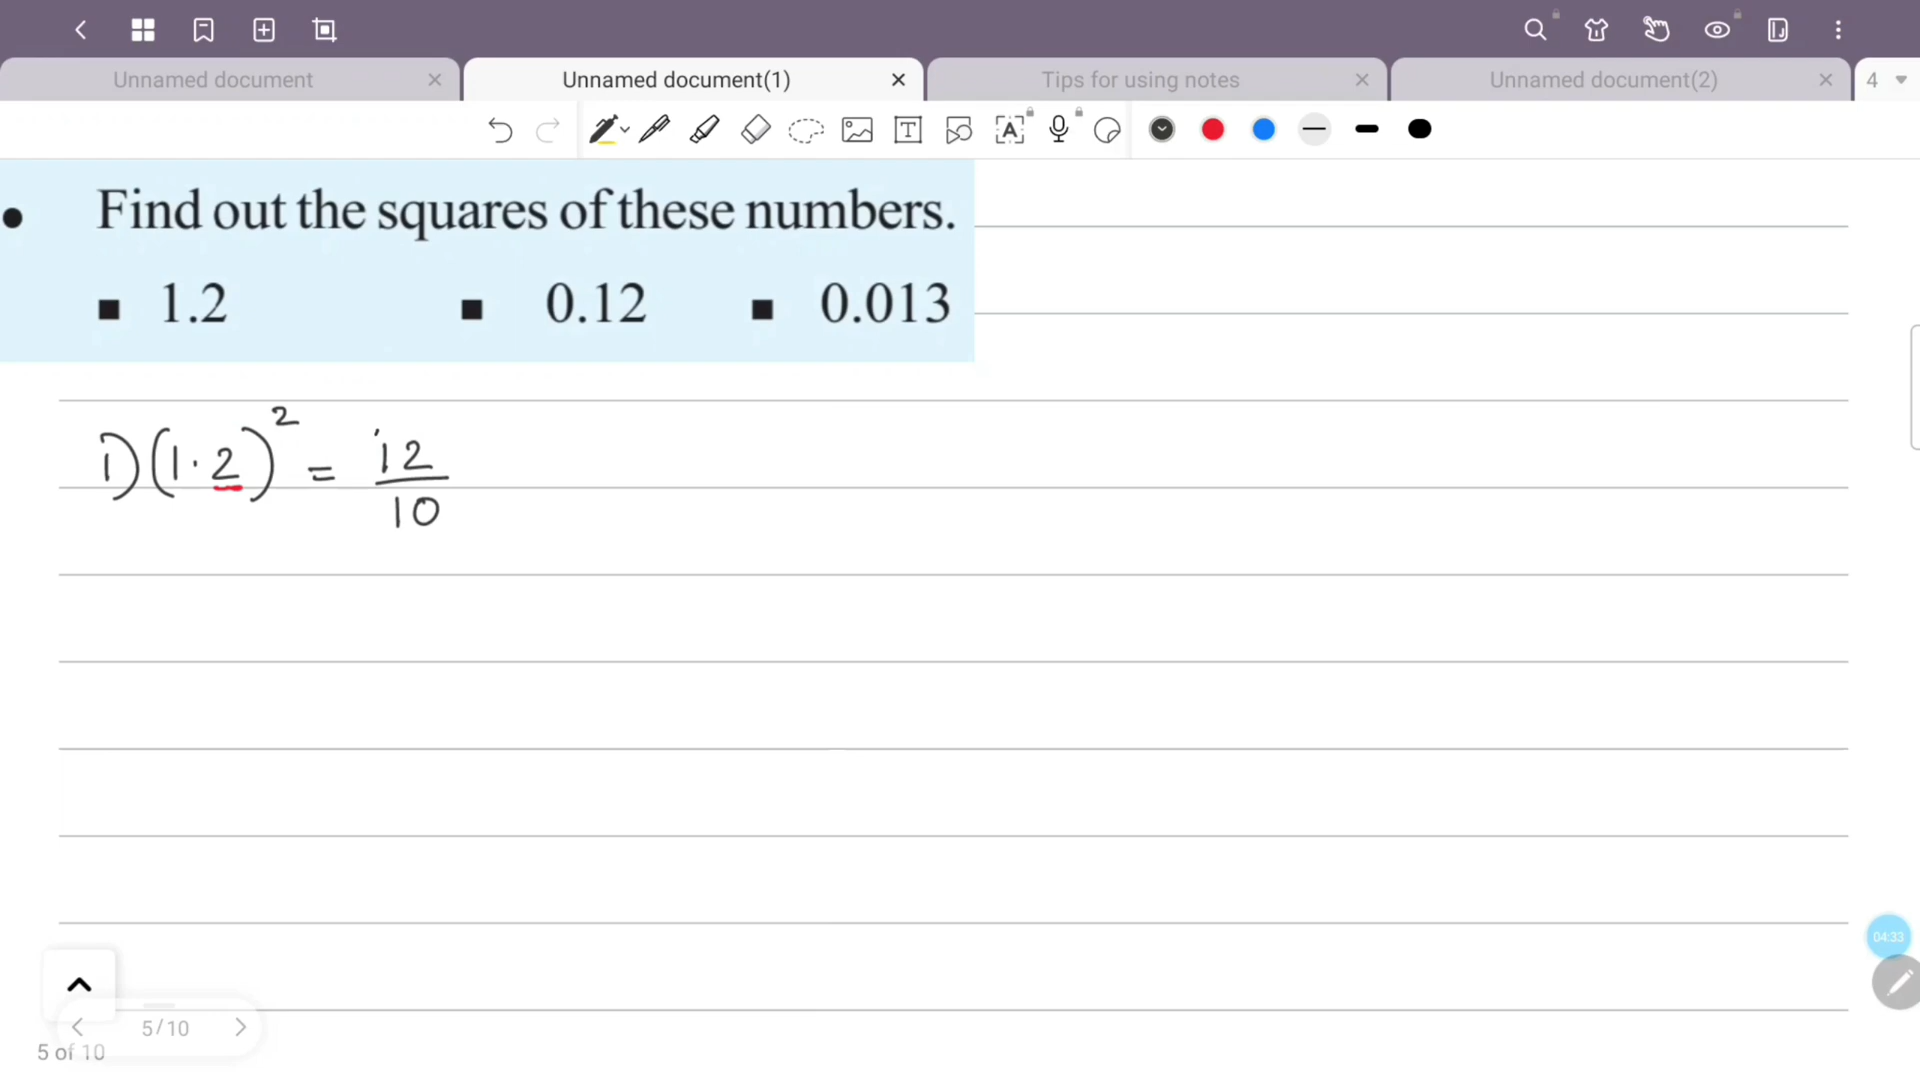 Unnamed document
Unnamed document(1)
Tips for using notes
Unnamed document(2)
4
• Find out the squares of these numbers.
▪ 1.2 ▪ 0.12 ▪ 0.013
1) (1.2)² = 12/10
04:33
5/10
5 of 10